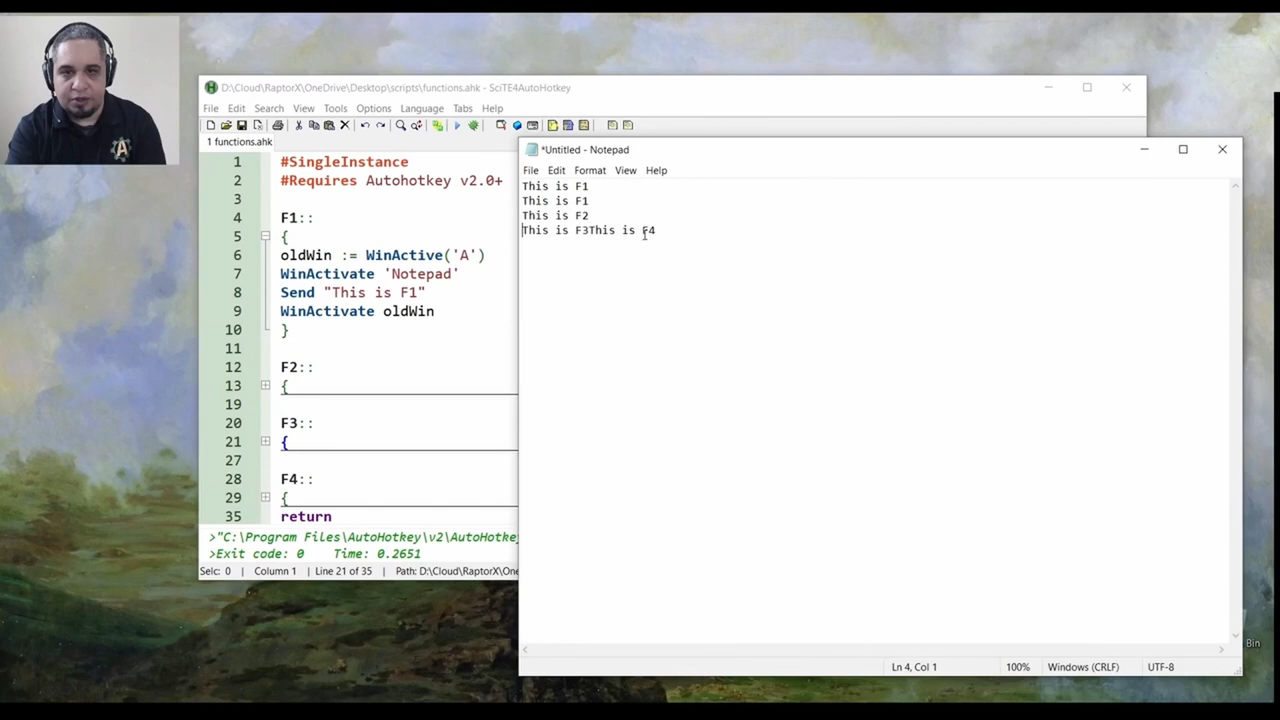 D:\Cloud\RaptorX\OneDrive\Desktop\scripts\functions.ahk - SciTE4AutoHotkey
File Edit Search View Tools Options Language Tabs Help
1 functions.ahk
1 #SingleInstance
2 #Requires Autohotkey v2.0+
3
4 F1::
5 {
6 oldWin := WinActive('A')
7 WinActivate 'Notepad'
8 Send "This is F1"
9 WinActivate oldWin
10 }
11
12 F2::
13 {
19
20 F3::
21 {
27
28 F4::
29 {
35 return
>"C:\Program Files\AutoHotkey\v2\AutoHotke
>Exit code: 0 Time: 0.2651
Selc: 0 | Column 1 | Line 21 of 35 | Path: D:\Cloud\RaptorX\One
*Untitled - Notepad
File Edit Format View Help
This is F1
This is F1
This is F2
This is F3This is F4
Ln 4, Col 1 100% Windows (CRLF) UTF-8
Bin
A